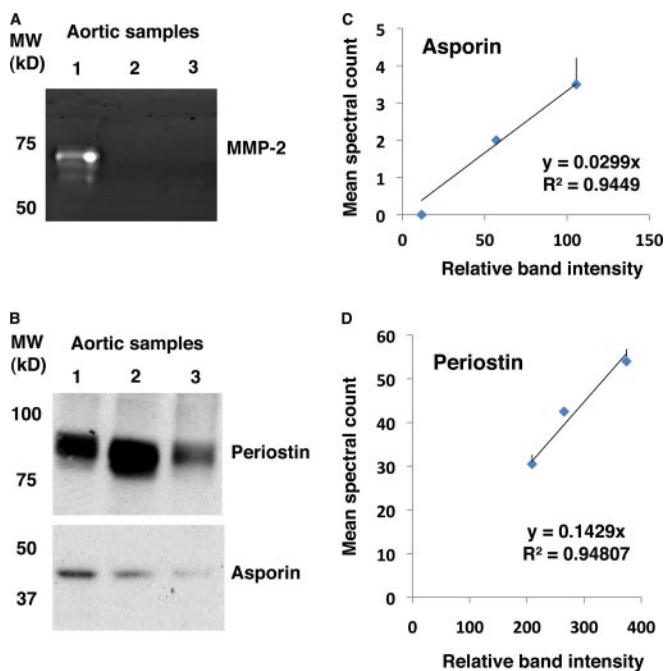 A
Aortic samples
MW
(kD)
1 2 3
75
50
MMP-2
B
Aortic samples
MW
(kD)
1 2 3
100
75
Periostin
50
37
Asporin
C
Asporin
Mean spectral count
5
4
3
2
1
0
y = 0.0299x
R² = 0.9449
0 50 100 150
Relative band intensity
D
Periostin
Mean spectral count
60
50
40
30
20
10
0
y = 0.1429x
R² = 0.94807
0 100 200 300 400
Relative band intensity